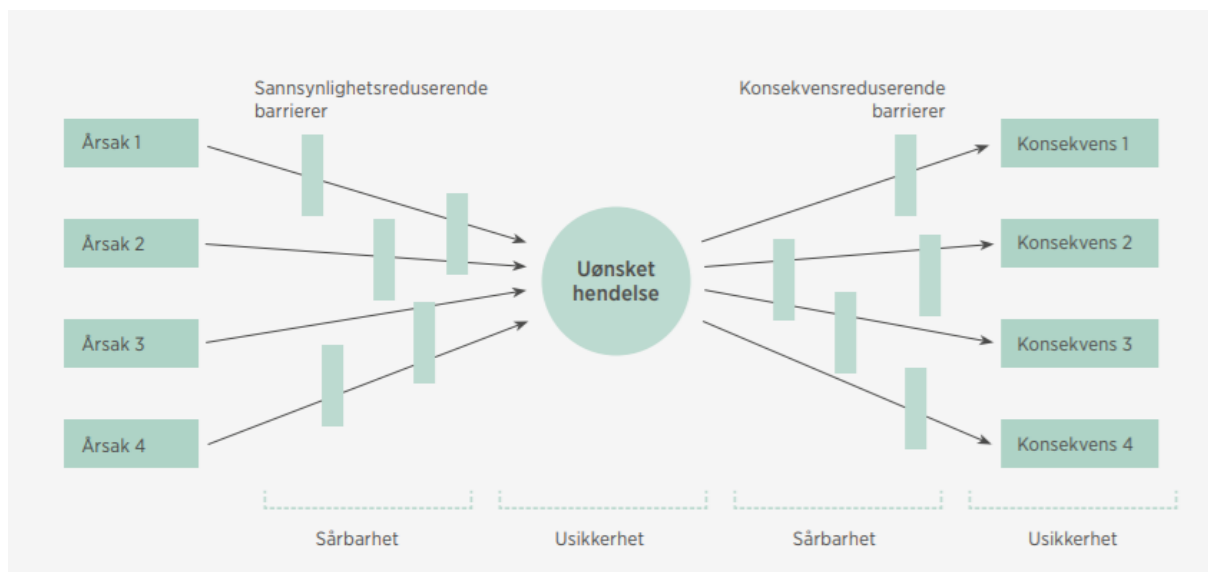 Sannsynlighetsreduserende
barrierer
Konsekvensreduserende
barrierer
Årsak 1
Årsak 2
Årsak 3
Årsak 4
Uønsket
hendelse
Konsekvens 1
Konsekvens 2
Konsekvens 3
Konsekvens 4
Sårbarhet
Usikkerhet
Sårbarhet
Usikkerhet